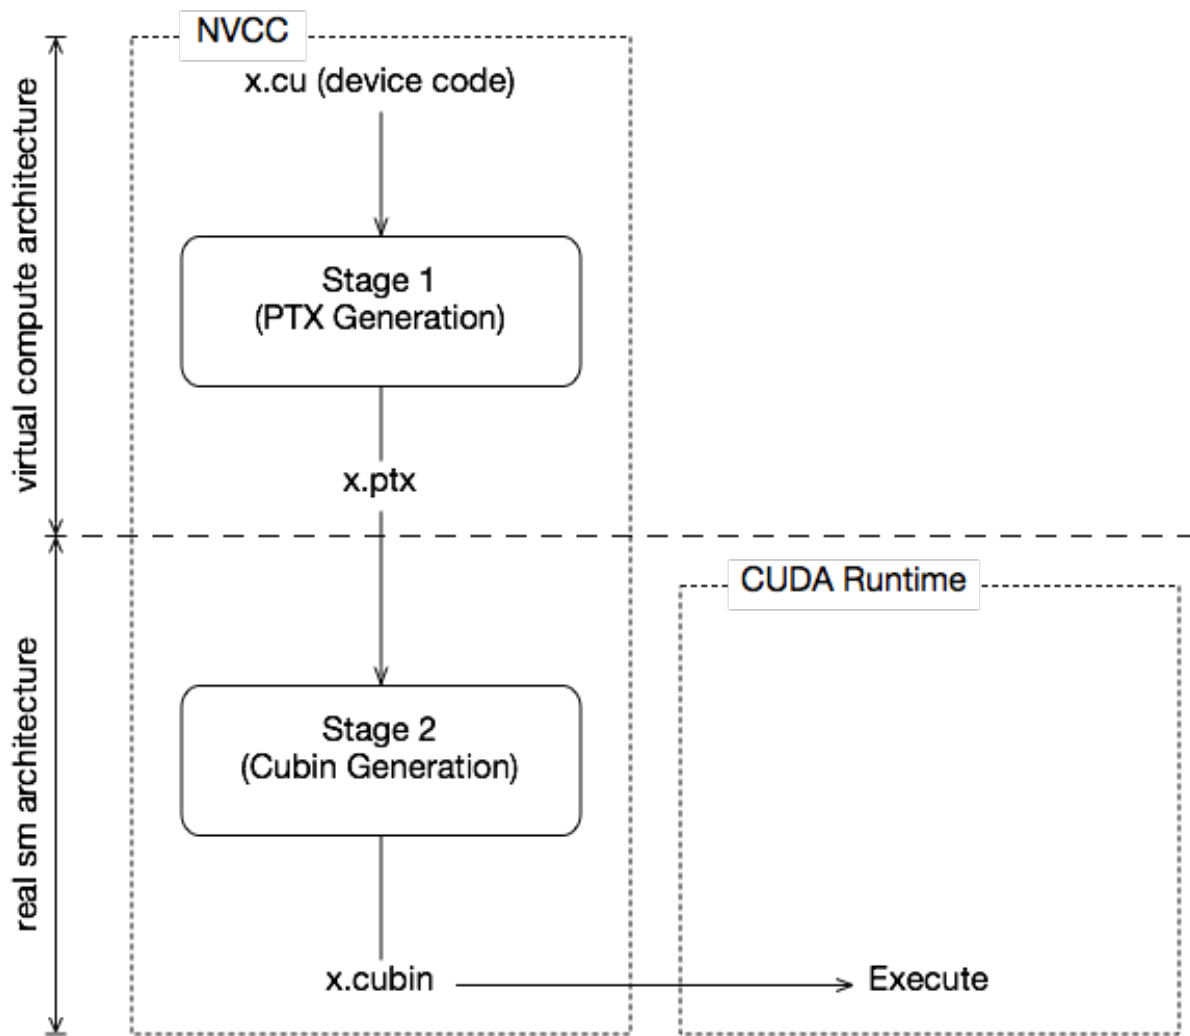 NVCC
x.cu (device code)
virtual compute architecture
Stage 1
(PTX Generation)
x.ptx
CUDA Runtime
real sm architecture
Stage 2
(Cubin Generation)
x.cubin
Execute